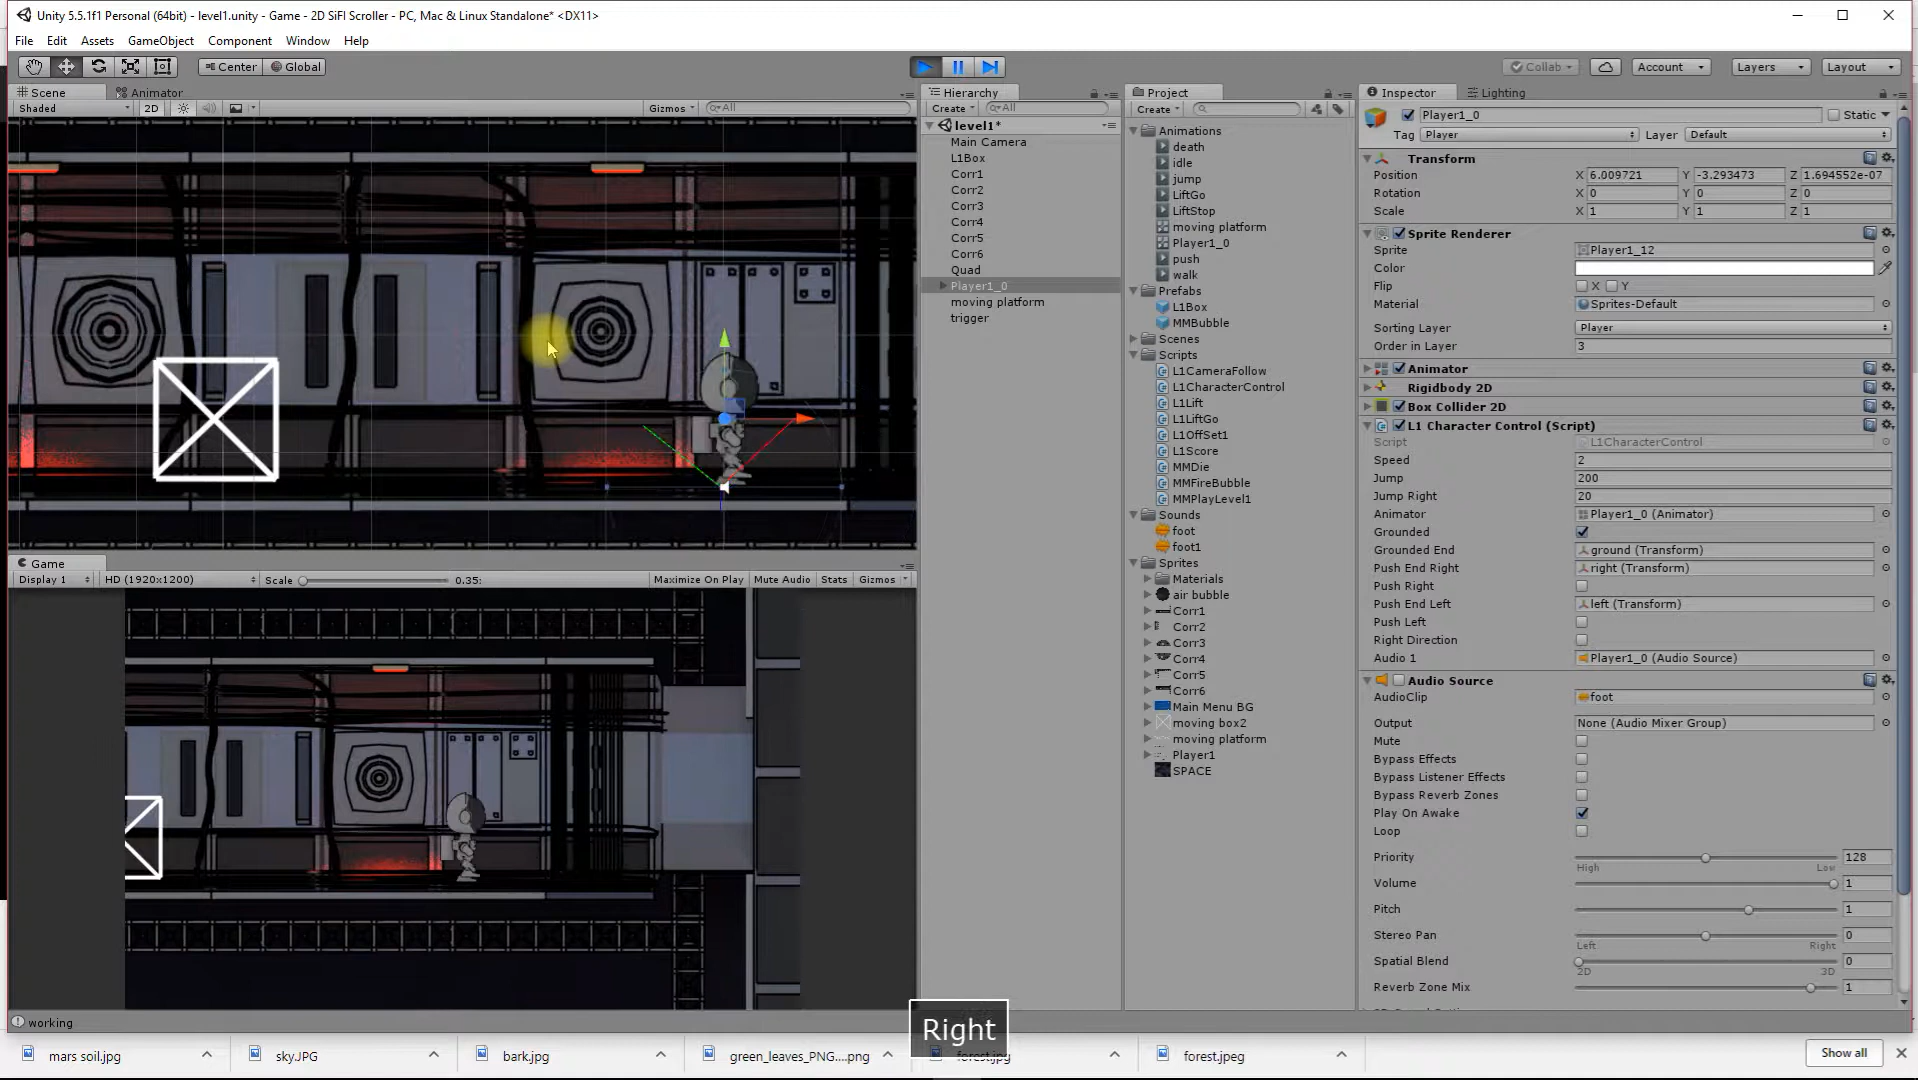 Unity 5.5.1f1 Personal (64bit) - level1.unity - Game - 2D SiFI Scroller - PC, Mac & Linux Standalone* <DX11>
File Edit Assets GameObject Component Window Help
Center Global Collab Account Layers Layout
Scene Animator
Shaded 2D Gizmos All
Hierarchy
Create All
level1*
Main Camera
L1Box
Corr1
Corr2
Corr3
Corr4
Corr5
Corr6
Quad
Player1_0
moving platform
trigger
Project
Create
Animations
death
idle
jump
LiftGo
LiftStop
moving platform
Player1_0
push
walk
Prefabs
L1Box
MMBubble
Scenes
Scripts
L1CameraFollow
L1CharacterControl
L1Lift
L1LiftGo
L1OffSet1
L1Score
MMDie
MMFireBubble
MMPlayLevel1
Sounds
foot
foot1
Sprites
Materials
air bubble
Corr1
Corr2
Corr3
Corr4
Corr5
Corr6
Main Menu BG
moving box2
moving platform
Player1
SPACE
Inspector Lighting
Player1_0 Static
Tag Player Layer Default
Transform
Position X 6.009721 Y -3.293473 Z 1.694552e-07
Rotation X 0 Y 0 Z 0
Scale X 1 Y 1 Z 1
Sprite Renderer
Sprite Player1_12
Color
Flip X Y
Material Sprites-Default
Sorting Layer Player
Order in Layer 3
Animator
Rigidbody 2D
Box Collider 2D
L1 Character Control (Script)
Script L1CharacterControl
Speed 2
Jump 200
Jump Right 20
Animator Player1_0 (Animator)
Grounded
Grounded End ground (Transform)
Push End Right right (Transform)
Push Right
Push End Left left (Transform)
Push Left
Right Direction
Audio 1 Player1_0 (Audio Source)
Audio Source
AudioClip foot
Output None (Audio Mixer Group)
Mute
Bypass Effects
Bypass Listener Effects
Bypass Reverb Zones
Play On Awake
Loop
Priority 128
High Low
Volume 1
Pitch 1
Stereo Pan 0
Left Right
Spatial Blend 0
2D 3D
Reverb Zone Mix 1
Game
Display 1 HD (1920x1200) Scale 0.35: Maximize On Play Mute Audio Stats Gizmos
working
Right
mars soil.jpg sky.JPG bark.jpg green_leaves_PNG....png forest.jpg forest.jpeg Show all